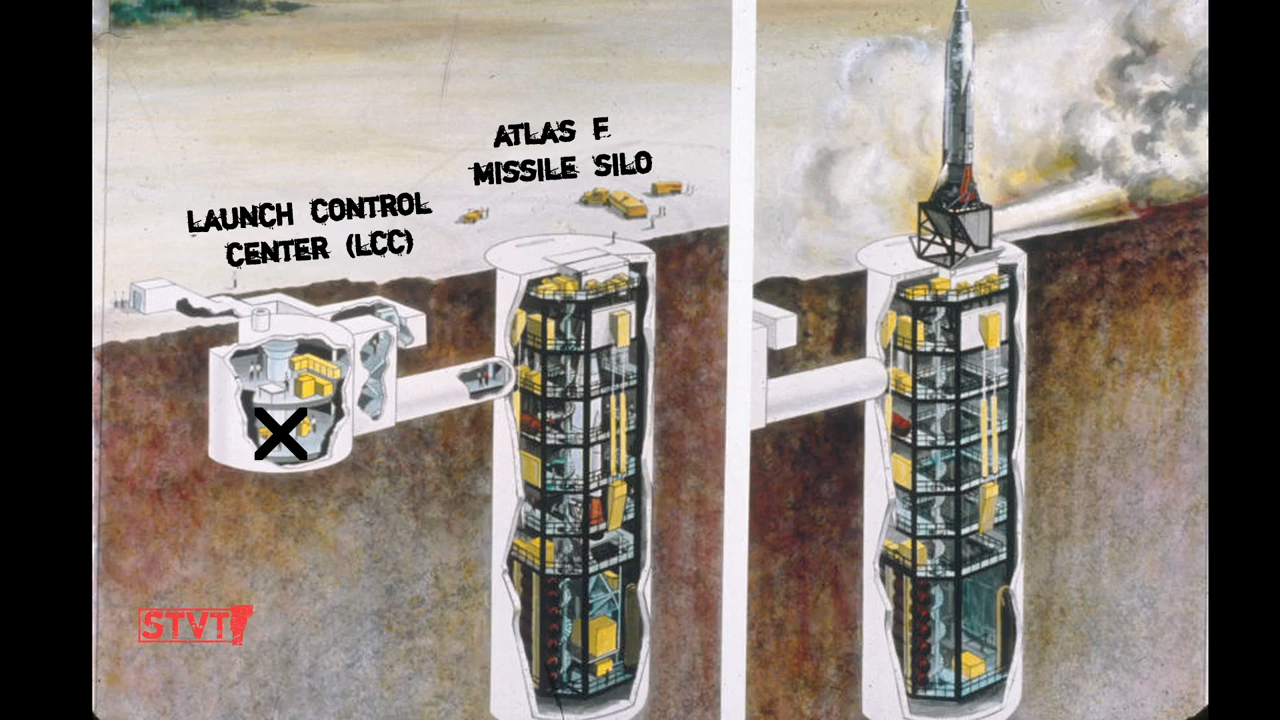 ATLAS F
MISSILE SILO
LAUNCH CONTROL
CENTER (LCC)
X
STVT